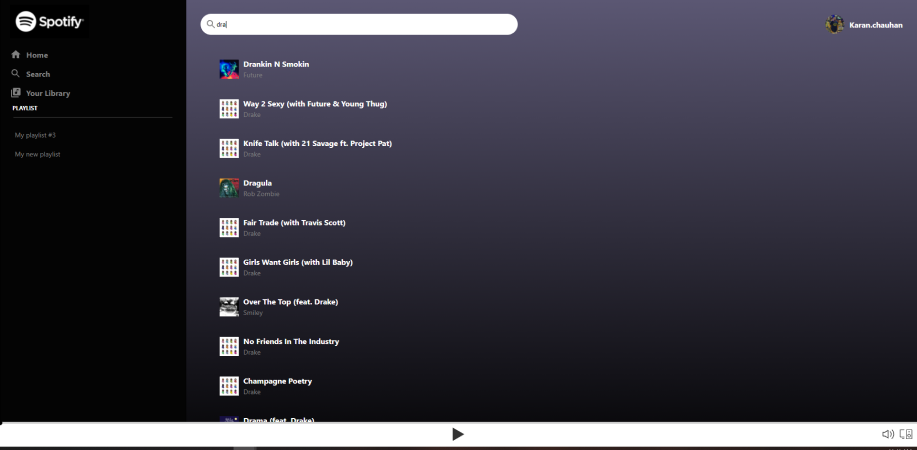 Spotify
Home
Search
Your Library
PLAYLIST
My playlist #3
My new playlist
dra
Karan.chauhan
Drankin N Smokin
Future
Way 2 Sexy (with Future & Young Thug)
Drake
Knife Talk (with 21 Savage ft. Project Pat)
Drake
Dragula
Rob Zombie
Fair Trade (with Travis Scott)
Drake
Girls Want Girls (with Lil Baby)
Drake
Over The Top (feat. Drake)
Smiley
No Friends In The Industry
Drake
Champagne Poetry
Drake
Drama (feat. Drake)